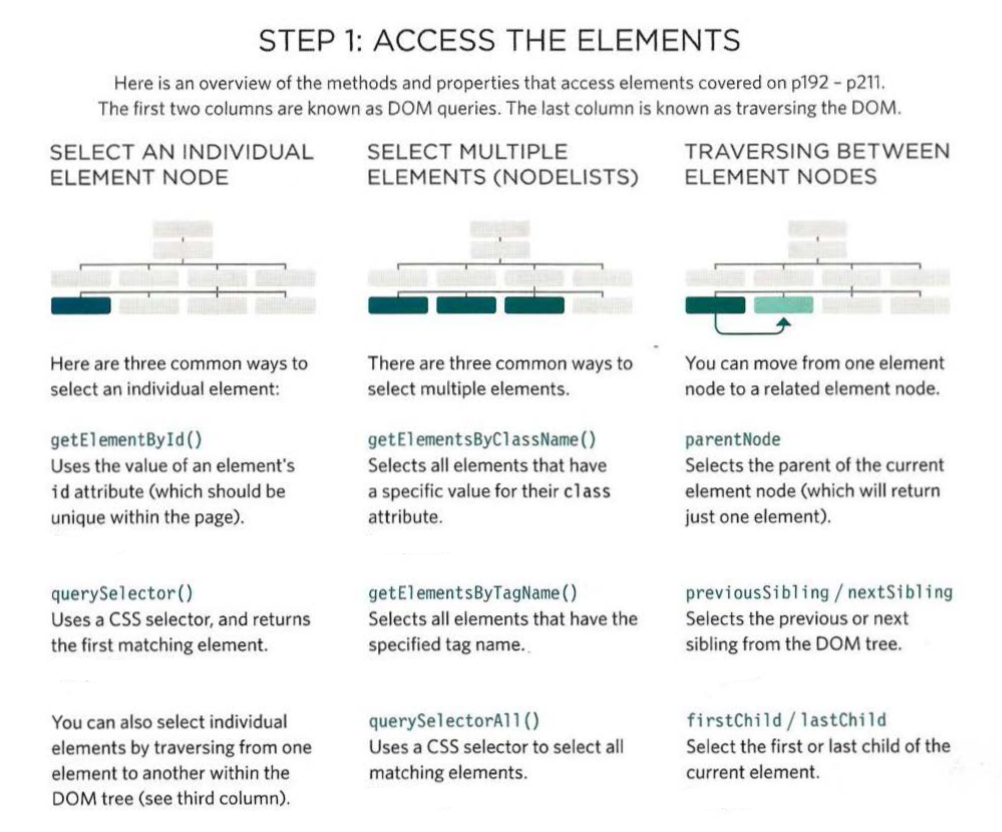 STEP 1: ACCESS THE ELEMENTS
Here is an overview of the methods and properties that access elements covered on p192 – p211.
The first two columns are known as DOM queries. The last column is known as traversing the DOM.
SELECT AN INDIVIDUAL
ELEMENT NODE
Here are three common ways to
select an individual element:
getElementById()
Uses the value of an element's
id attribute (which should be
unique within the page).
querySelector()
Uses a CSS selector, and returns
the first matching element.
You can also select individual
elements by traversing from one
element to another within the
DOM tree (see third column).
SELECT MULTIPLE
ELEMENTS (NODELISTS)
There are three common ways to
select multiple elements.
getElementsByClassName()
Selects all elements that have
a specific value for their class
attribute.
getElementsByTagName()
Selects all elements that have the
specified tag name.
querySelectorAll()
Uses a CSS selector to select all
matching elements.
TRAVERSING BETWEEN
ELEMENT NODES
You can move from one element
node to a related element node.
parentNode
Selects the parent of the current
element node (which will return
just one element).
previousSibling / nextSibling
Selects the previous or next
sibling from the DOM tree.
firstChild / lastChild
Select the first or last child of the
current element.